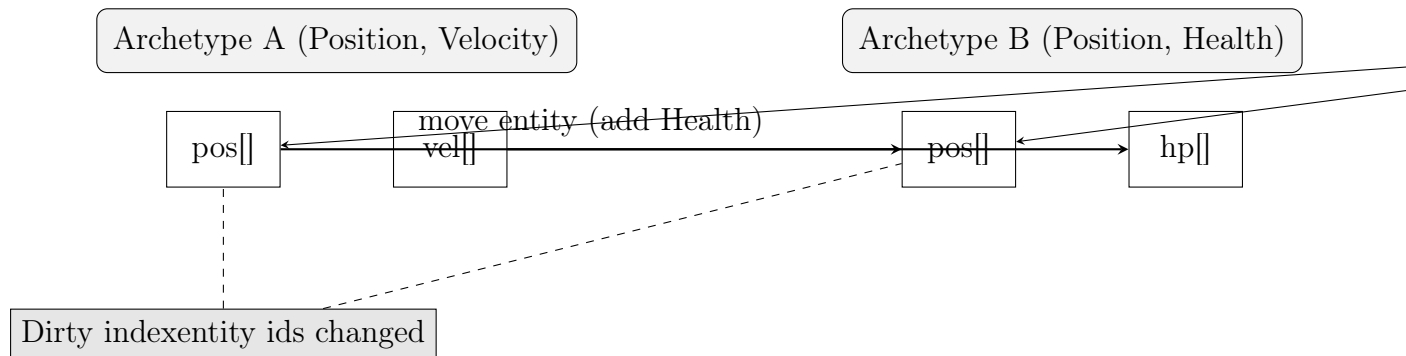 Archetype A (Position, Velocity)
Archetype B (Position, Health)
move entity (add Health)
pos[]
vel[]
pos[]
hp[]
Dirty indexentity ids changed